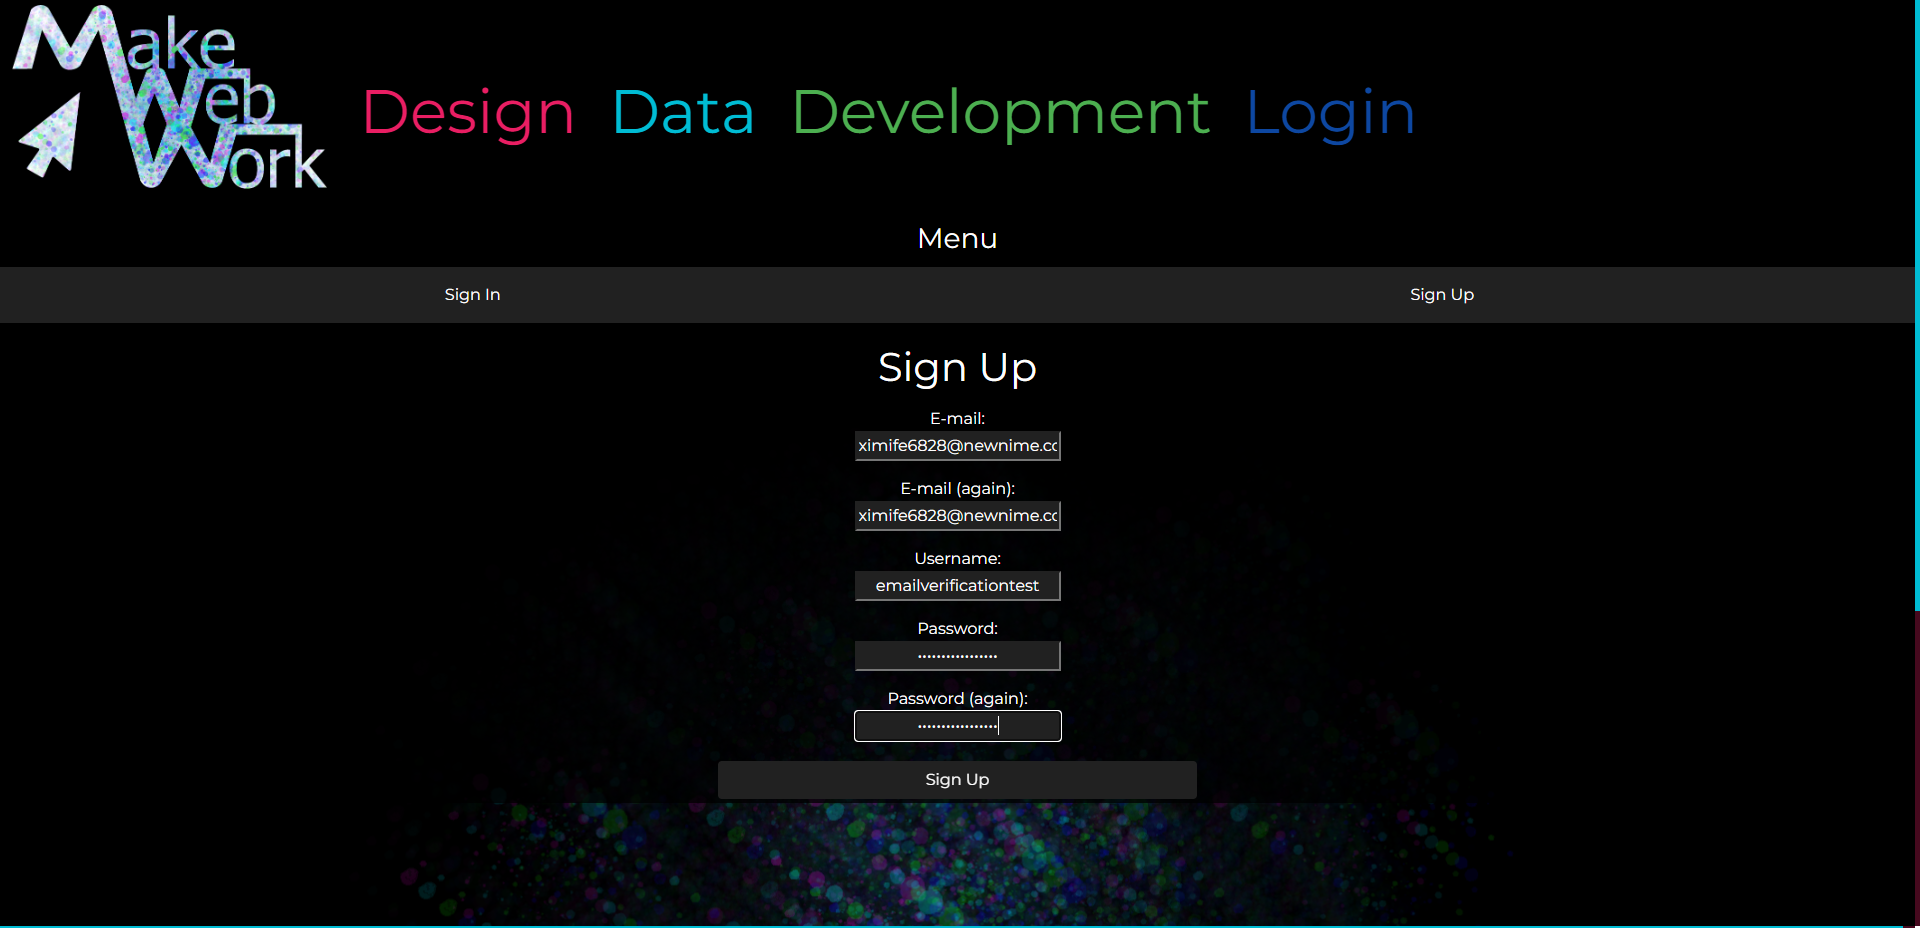 Make
Web
Work
Design Data Development Login
Menu
Sign In Sign Up
Sign Up
E-mail:
ximife6828@newnime.cc
E-mail (again):
ximife6828@newnime.cc
Username:
emailverificationtest
Password:
•••••••••••••••••
Password (again):
•••••••••••••••••
Sign Up